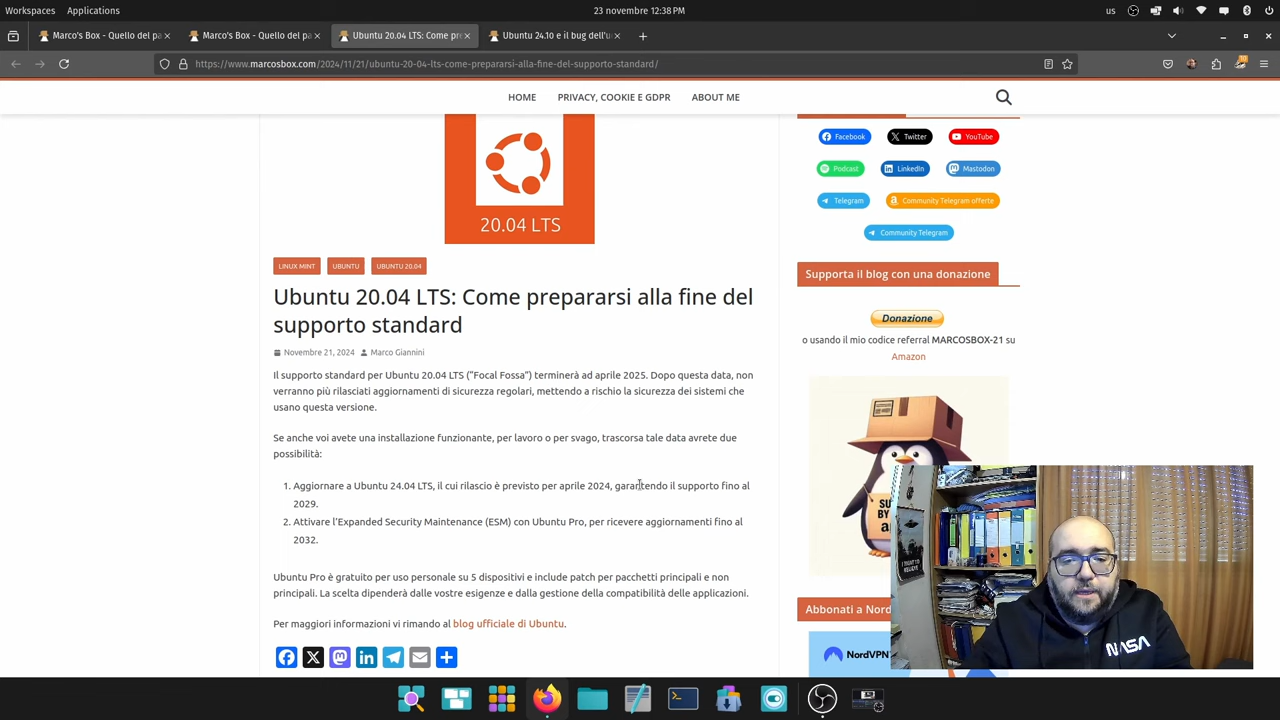 Workspaces Applications 23 novembre 12:38 PM us
Marco's Box - Quello del pa Marco's Box - Quello del pa Ubuntu 20.04 LTS: Come pre Ubuntu 24.10 e il bug dell'u
https://www.marcosbox.com/2024/11/21/ubuntu-20-04-lts-come-prepararsi-alla-fine-del-supporto-standard/
HOME PRIVACY, COOKIE E GDPR ABOUT ME
20.04 LTS
LINUX MINT UBUNTU UBUNTU 20.04
Ubuntu 20.04 LTS: Come prepararsi alla fine del
supporto standard
Novembre 21, 2024 Marco Giannini
Il supporto standard per Ubuntu 20.04 LTS ("Focal Fossa") terminerà ad aprile 2025. Dopo questa data, non
verranno più rilasciati aggiornamenti di sicurezza regolari, mettendo a rischio la sicurezza dei sistemi che
usano questa versione.
Se anche voi avete una installazione funzionante, per lavoro o per svago, trascorsa tale data avrete due
possibilità:
1. Aggiornare a Ubuntu 24.04 LTS, il cui rilascio è previsto per aprile 2024, garantendo il supporto fino al
2029.
2. Attivare l'Expanded Security Maintenance (ESM) con Ubuntu Pro, per ricevere aggiornamenti fino al
2032.
Ubuntu Pro è gratuito per uso personale su 5 dispositivi e include patch per pacchetti principali e non
principali. La scelta dipenderà dalle vostre esigenze e dalla gestione della compatibilità delle applicazioni.
Per maggiori informazioni vi rimando al blog ufficiale di Ubuntu.
Facebook Twitter YouTube
Podcast LinkedIn Mastodon
Telegram Community Telegram offerte
Community Telegram
Supporta il blog con una donazione
Donazione
o usando il mio codice referral MARCOSBOX-21 su
Amazon
Abbonati a Nord
NordVPN
NASA